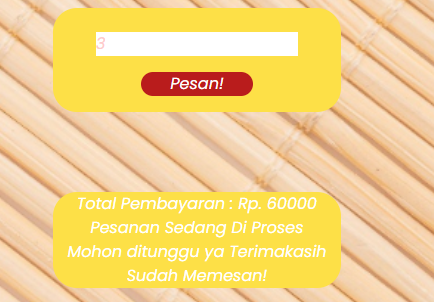 3
Pesan!
Total Pembayaran : Rp. 60000
Pesanan Sedang Di Proses
Mohon ditunggu ya Terimakasih
Sudah Memesan!